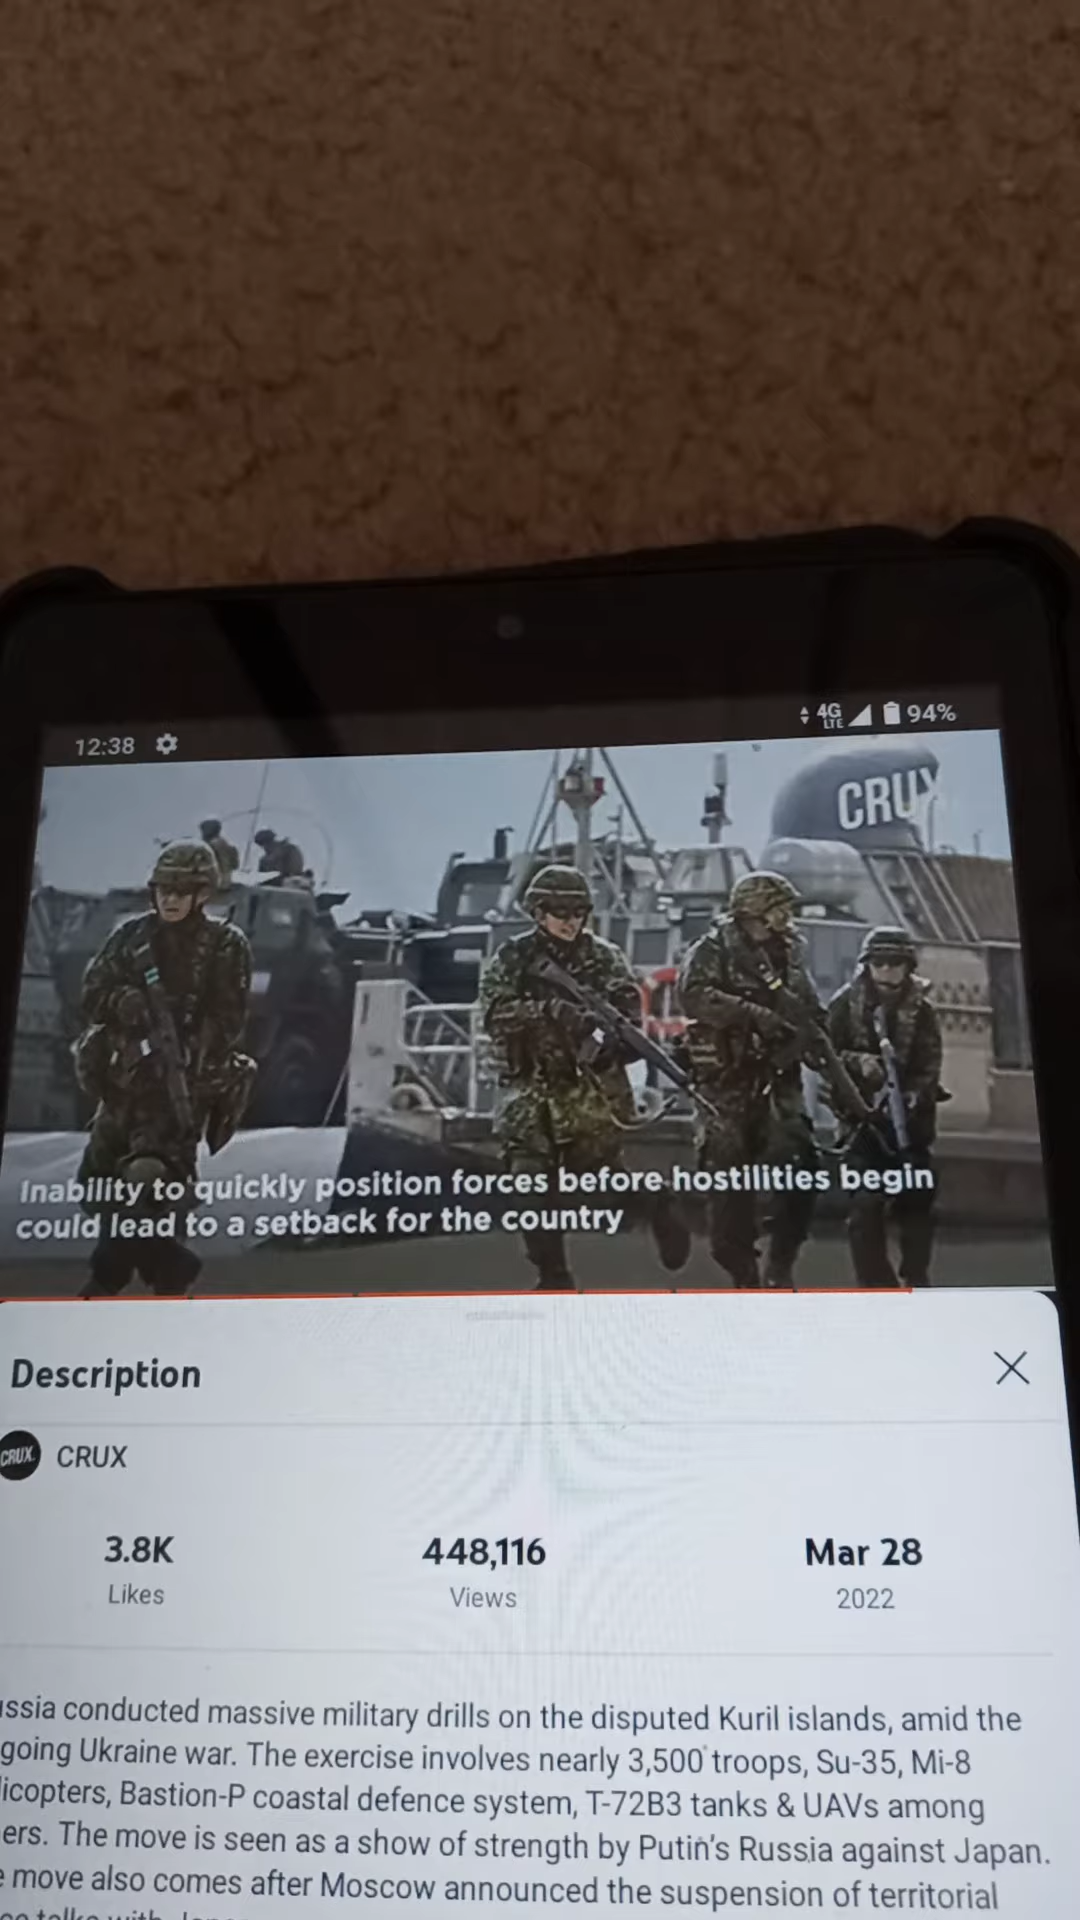 12:38
4G
LTE
94%
CRUX
Inability to quickly position forces before hostilities begin
could lead to a setback for the country
Description
CRUX
CRUX
3.8K
448,116
Mar 28
Likes
Views
2022
ssia conducted massive military drills on the disputed Kuril islands, amid the
going Ukraine war. The exercise involves nearly 3,500 troops, Su-35, Mi-8
licopters, Bastion-P coastal defence system, T-72B3 tanks & UAVs among
ers. The move is seen as a show of strength by Putin's Russia against Japan.
e move also comes after Moscow announced the suspension of territorial
talks with